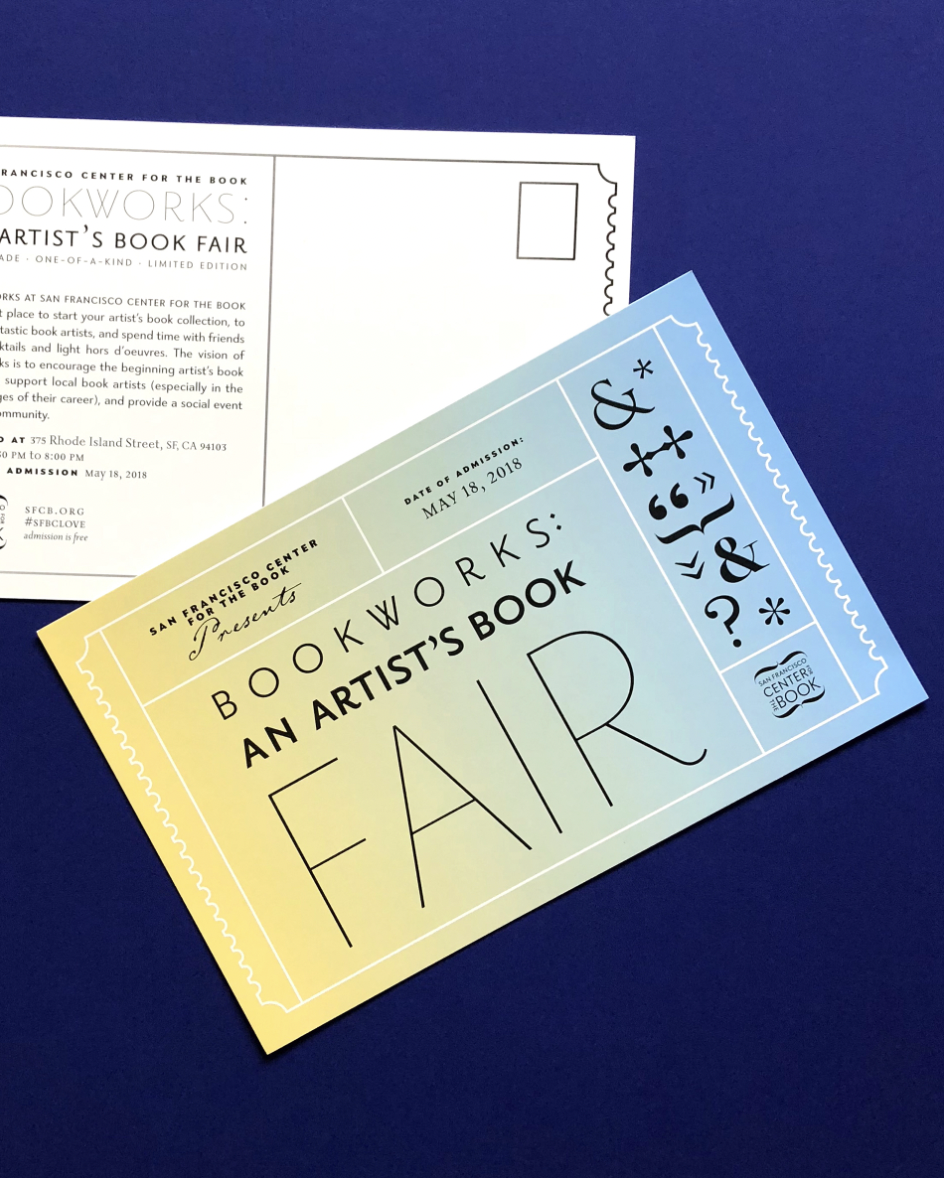 RANCISCO CENTER FOR THE BOOK
OOKWORKS:
ARTIST'S BOOK FAIR
ADE · ONE-OF-A-KIND · LIMITED EDITION
RKS AT SAN FRANCISCO CENTER FOR THE BOOK
t place to start your artist's book collection, to
tastic book artists, and spend time with friends
ktails and light hors d'oeuvres. The vision of
ks is to encourage the beginning artist's book
support local book artists (especially in the
ges of their career), and provide a social event
ommunity.
D AT 375 Rhode Island Street, SF, CA 94103
0 PM to 8:00 PM
ADMISSION May 18, 2018
SFCB.ORG
#SFBCLOVE
admission is free
SAN FRANCISCO CENTER
FOR THE BOOK
Presents
DATE OF ADMISSION:
MAY 18, 2018
BOOKWORKS:
AN ARTIST'S BOOK
FAIR
& *
‡
“ »
}
» &
? *
SAN FRANCISCO
CENTER FOR
THE BOOK